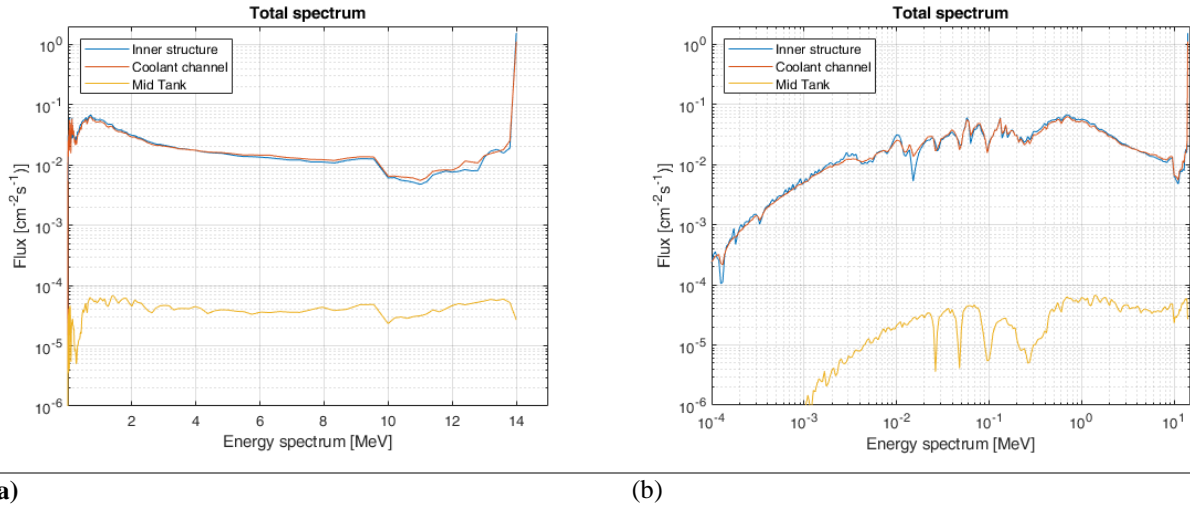 Total spectrum
Inner structure
Coolant channel
Mid Tank
10^0
10^-1
10^-2
10^-3
10^-4
10^-5
10^-6
Flux [cm^-2s^-1)]
2 4 6 8 10 12 14
Energy spectrum [MeV]
a)
Total spectrum
Inner structure
Coolant channel
Mid Tank
10^0
10^-1
10^-2
10^-3
10^-4
10^-5
10^-6
Flux [cm^-2s^-1)]
10^-4 10^-3 10^-2 10^-1 10^0 10^1
Energy spectrum [MeV]
(b)